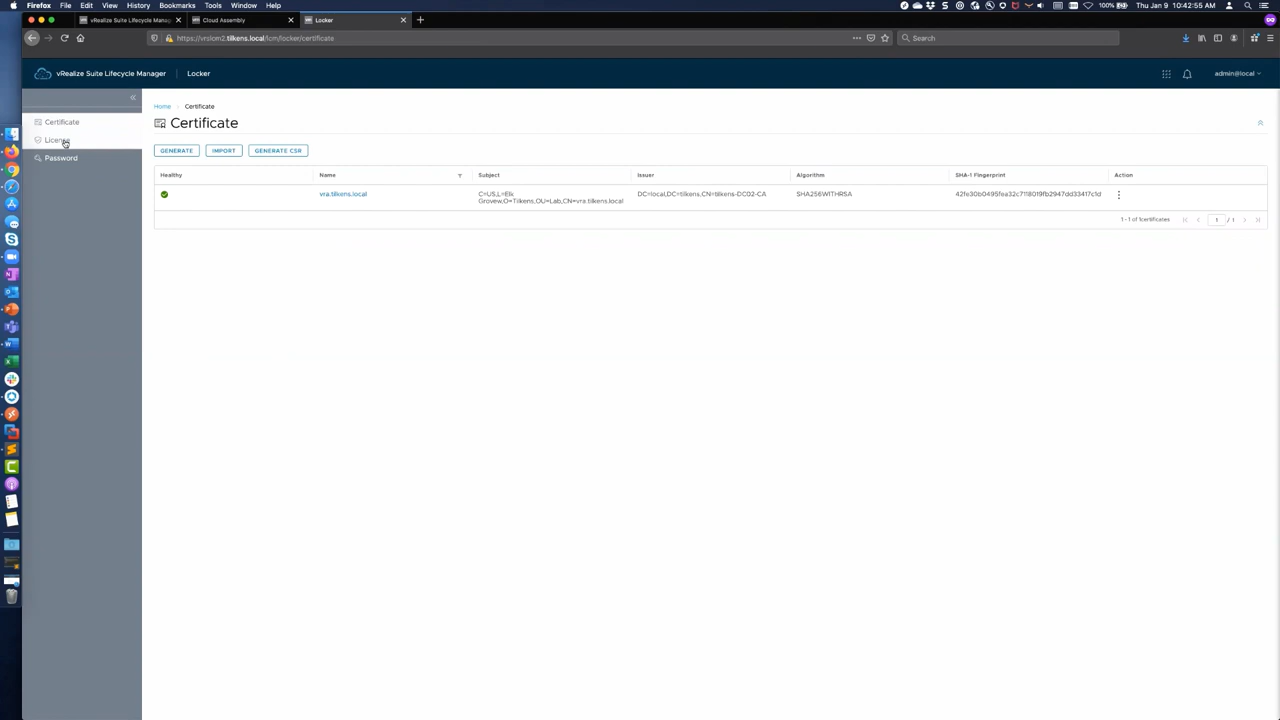 Firefox File Edit View History Bookmarks Tools Window Help
100% Thu Jan 9 10:42:55 AM
vRealize Suite Lifecycle Manag
Cloud Assembly
Locker
https://vrslcm2.tilkens.local/lcm/locker/certificate
Search
vRealize Suite Lifecycle Manager
Locker
admin@local
Certificate
License
Password
Home
Certificate
Certificate
GENERATE
IMPORT
GENERATE CSR
Healthy Name Subject Issuer Algorithm SHA-1 Fingerprint Action
vra.tilkens.local C=US,L=Elk DC=local,DC=tilkens,CN=tilkens-DC02-CA SHA256WITHRSA
Grovew,O=Tilkens,OU=Lab,CN=vra.tilkens.local
1 - 1 of 1certificates
1 / 1